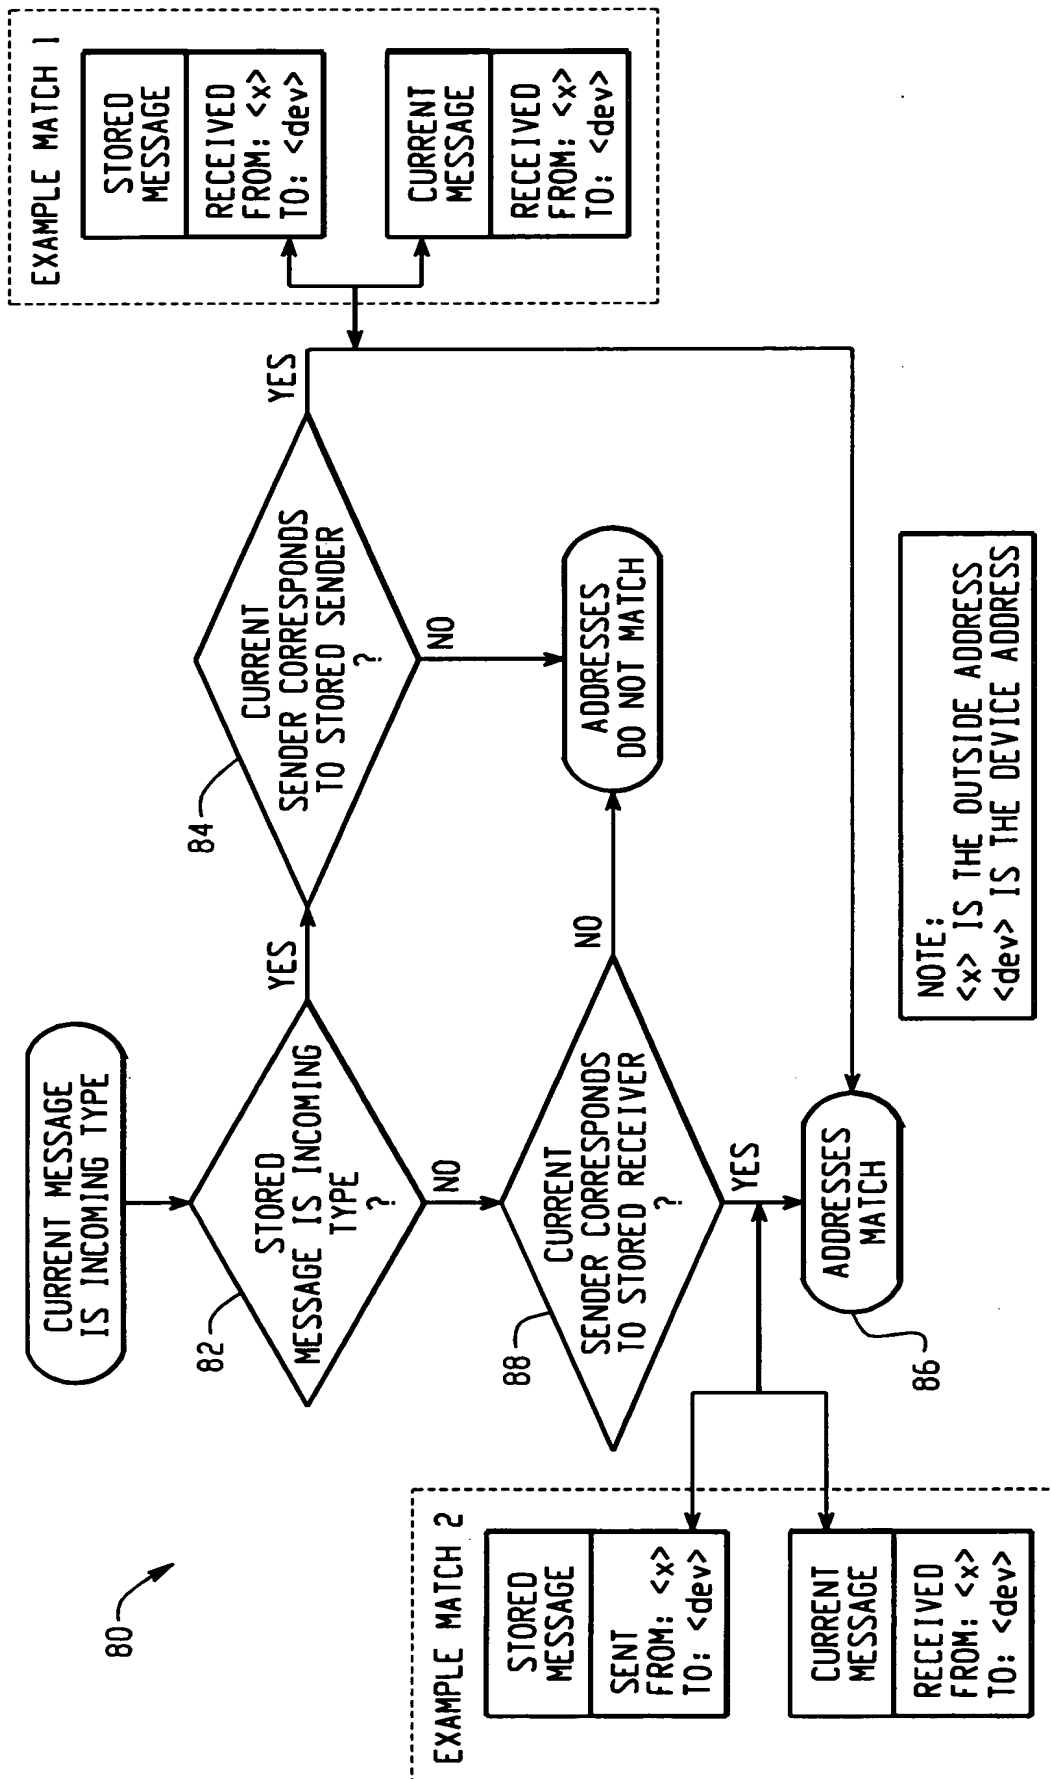 80
CURRENT MESSAGE
IS INCOMING TYPE
82
STORED
MESSAGE IS INCOMING
TYPE
?
YES
NO
84
CURRENT
SENDER CORRESPONDS
TO STORED SENDER
?
YES
NO
EXAMPLE MATCH 1
STORED
MESSAGE
RECEIVED
FROM: <x>
TO: <dev>
CURRENT
MESSAGE
RECEIVED
FROM: <x>
TO: <dev>
88
CURRENT
SENDER CORRESPONDS
TO STORED RECEIVER
?
NO
YES
ADDRESSES
DO NOT MATCH
EXAMPLE MATCH 2
STORED
MESSAGE
SENT
FROM: <x>
TO: <dev>
CURRENT
MESSAGE
RECEIVED
FROM: <x>
TO: <dev>
ADDRESSES
MATCH
86
NOTE:
<x> IS THE OUTSIDE ADDRESS
<dev> IS THE DEVICE ADDRESS